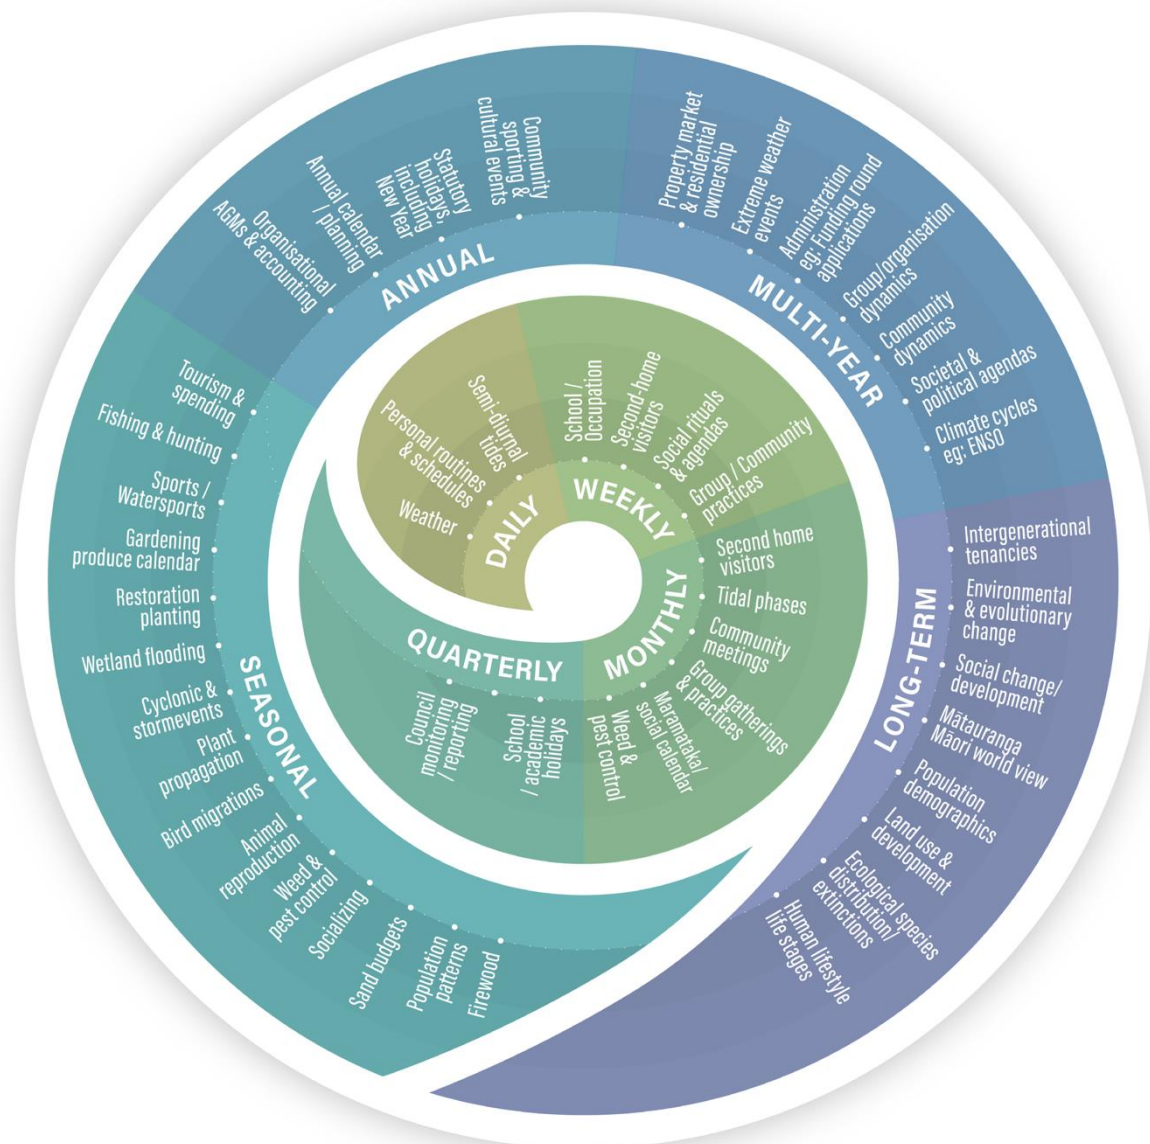 DAILY
Weather
Personal routines
& schedules
Semi-diurnal
tides
WEEKLY
School /
Occupation
Second-home
visitors
Social rituals
& agendas
Group / Community
practices
MONTHLY
Second home
visitors
Tidal phases
Community
meetings
Group gatherrings
& practices
Maramataka/
social calendar
Weed &
pest control
QUARTERLY
School
/ academic
holidays
Council
monitoring
/ reporting
SEASONAL
Firewood
Population
patterns
Sand budgets
Socializing
Weed &
pest control
Animal
reproduction
Bird migrations
Plant
propagation
Cyclonic &
stormevents
Wetland flooding
Restoration
planting
Gardening
produce calendar
Sports /
Watersports
Fishing & hunting
Tourism &
spending
ANNUAL
Organisational
AGMs & accounting
Annual calendar
/ planning
Statutory
holidays,
including
New Year
Community
sporting &
cultural events
MULTI-YEAR
Property market
& residential
ownership
Extreme weather
events
Administration
eg: Funding round
applications
Group/organisation
dynamics
Community
dynamics
Societal &
political agendas
Climate cycles
eg: ENSO
LONG-TERM
Intergenerational
tenancies
Environmental
& evolutionary
change
Social change/
development
Mātauranga
Māori world view
Population
demographics
Land use &
development
Ecological species
distribution/
extinctions
Human lifestyle
life stages